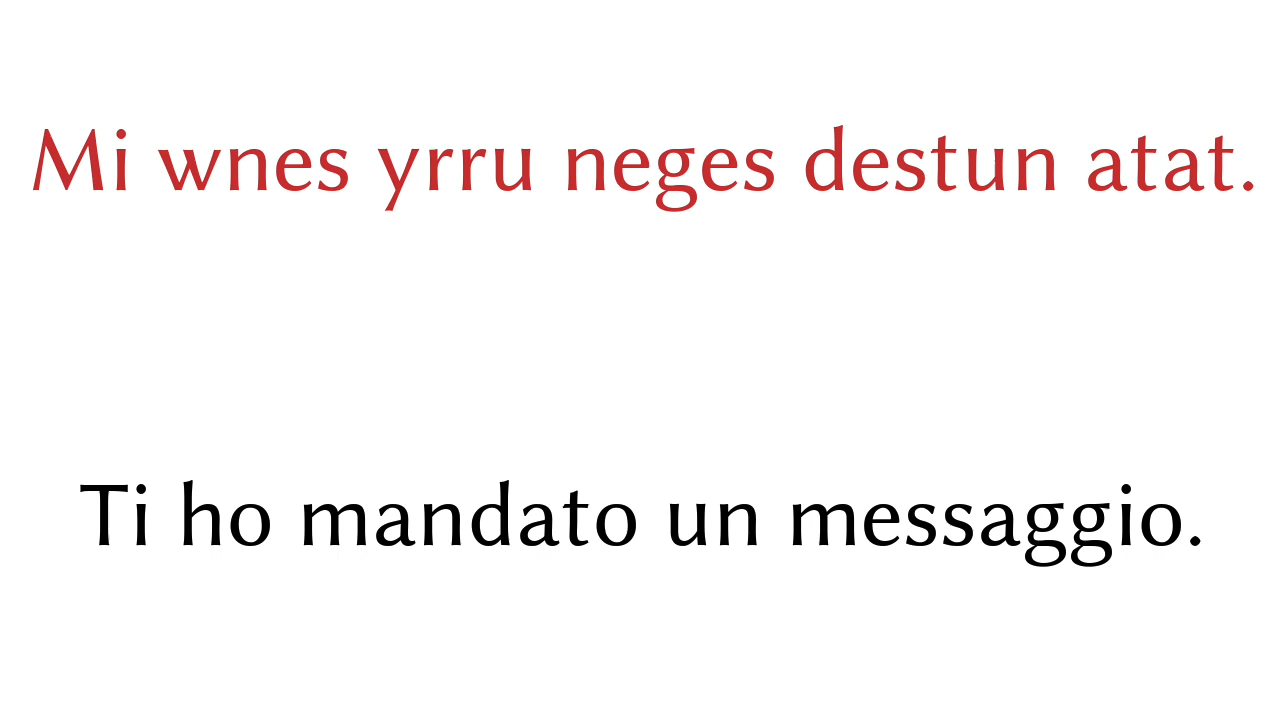 Mi wnes yrru neges destun atat.
Ti ho mandato un messaggio.